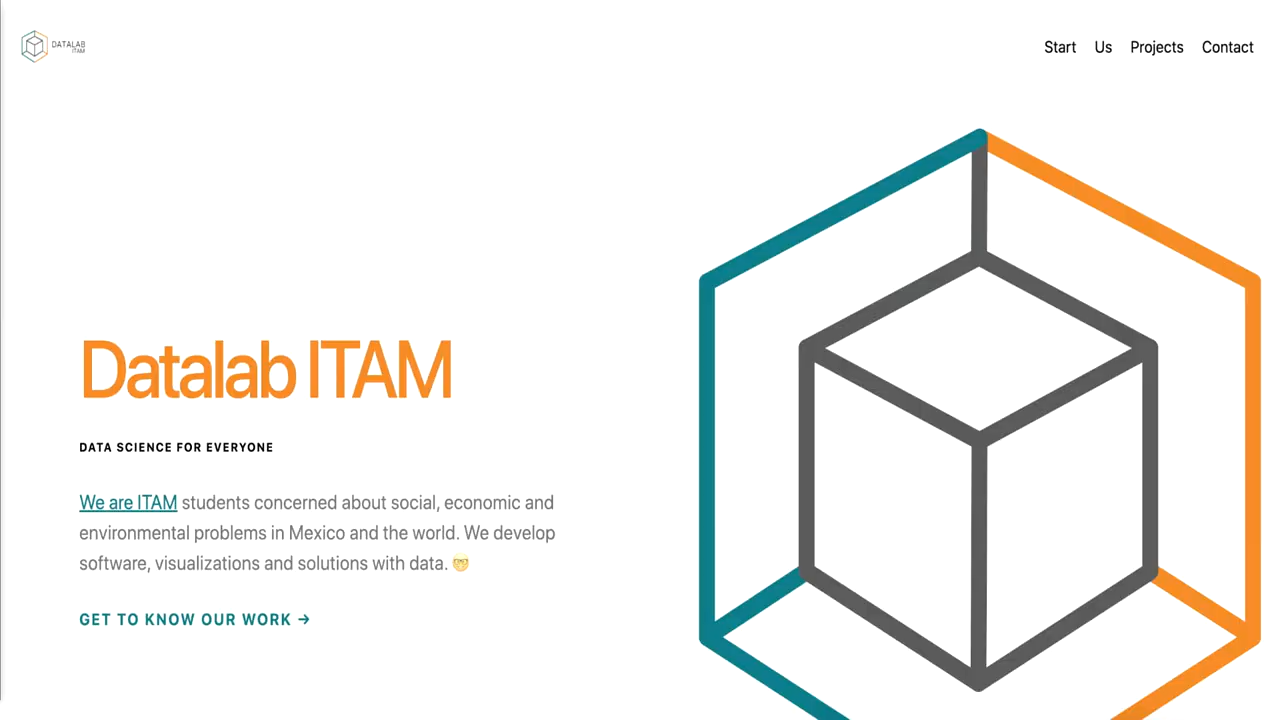 DATALAB
ITAM
Start Us Projects Contact
Datalab ITAM
DATA SCIENCE FOR EVERYONE
We are ITAM students concerned about social, economic and
environmental problems in Mexico and the world. We develop
software, visualizations and solutions with data. 🤓
GET TO KNOW OUR WORK →